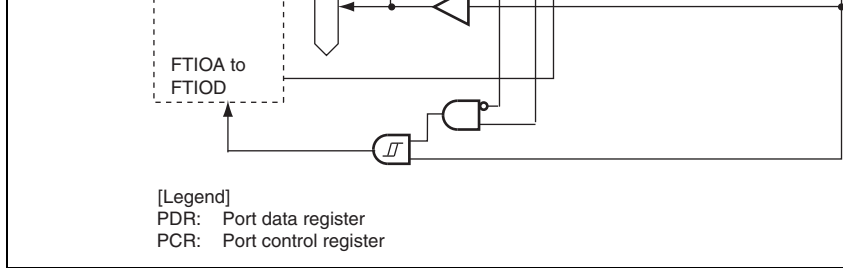 FTIOA to
FTIOD
[Legend]
PDR: Port data register
PCR: Port control register